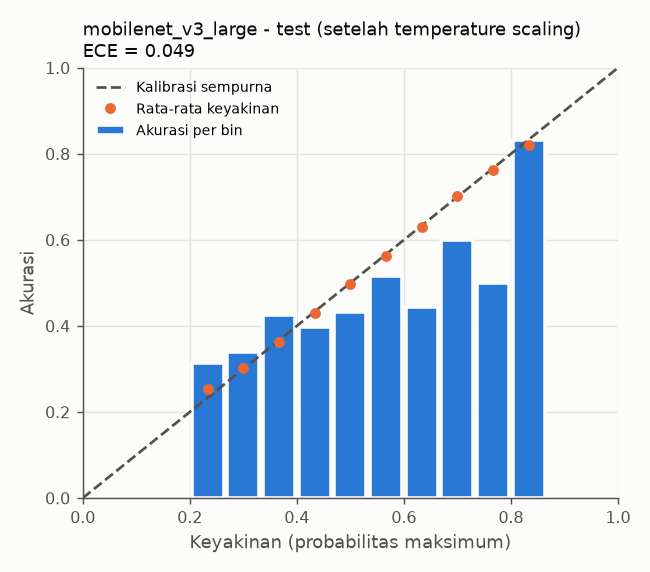 mobilenet_v3_large - test (setelah temperature scaling)
ECE = 0.049
Kalibrasi sempurna
Rata-rata keyakinan
Akurasi per bin
1.0
0.8
0.6
0.4
0.2
0.0
Akurasi
0.0 0.2 0.4 0.6 0.8 1.0
Keyakinan (probabilitas maksimum)